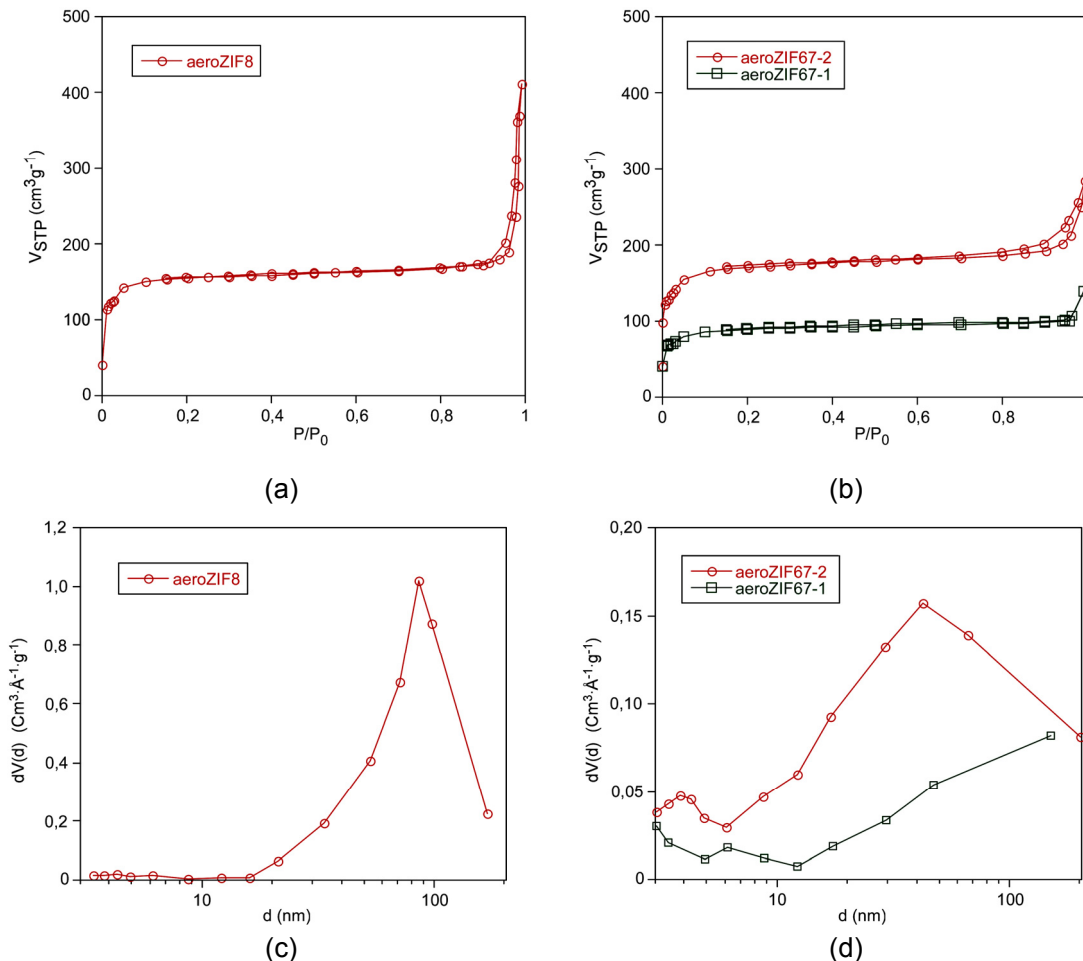 500
400
300
200
100
0
V_STP (cm³g⁻¹)
aeroZIF8
0 0,2 0,4 0,6 0,8 1
P/P₀
(a)
500
400
300
200
100
0
V_STP (cm³g⁻¹)
aeroZIF67-2
aeroZIF67-1
0 0,2 0,4 0,6 0,8
P/P₀
(b)
1,2
1,0
0,8
0,6
0,4
0,2
0
dV(d) (Cm³·Å⁻¹·g⁻¹)
aeroZIF8
10 100
d (nm)
(c)
0,20
0,15
0,10
0,05
0
dV(d) (Cm³·Å⁻¹·g⁻¹)
aeroZIF67-2
aeroZIF67-1
10 100
d (nm)
(d)